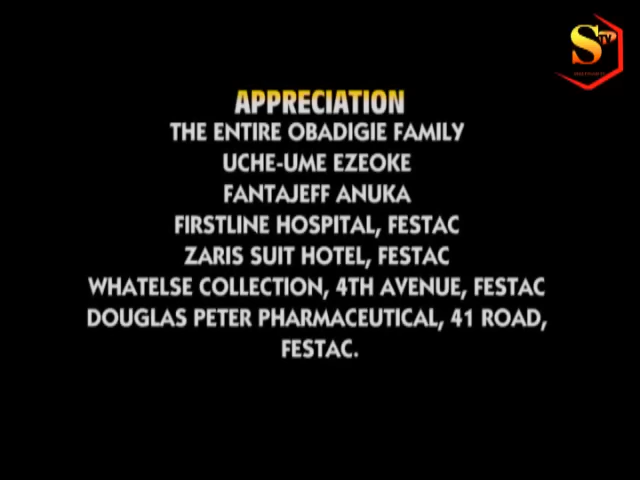 S
TV
APPRECIATION
THE ENTIRE OBADIGIE FAMILY
UCHE-UME EZEOKE
FANTAJEFF ANUKA
FIRSTLINE HOSPITAL, FESTAC
ZARIS SUIT HOTEL, FESTAC
WHATELSE COLLECTION, 4TH AVENUE, FESTAC
DOUGLAS PETER PHARMACEUTICAL, 41 ROAD,
FESTAC.